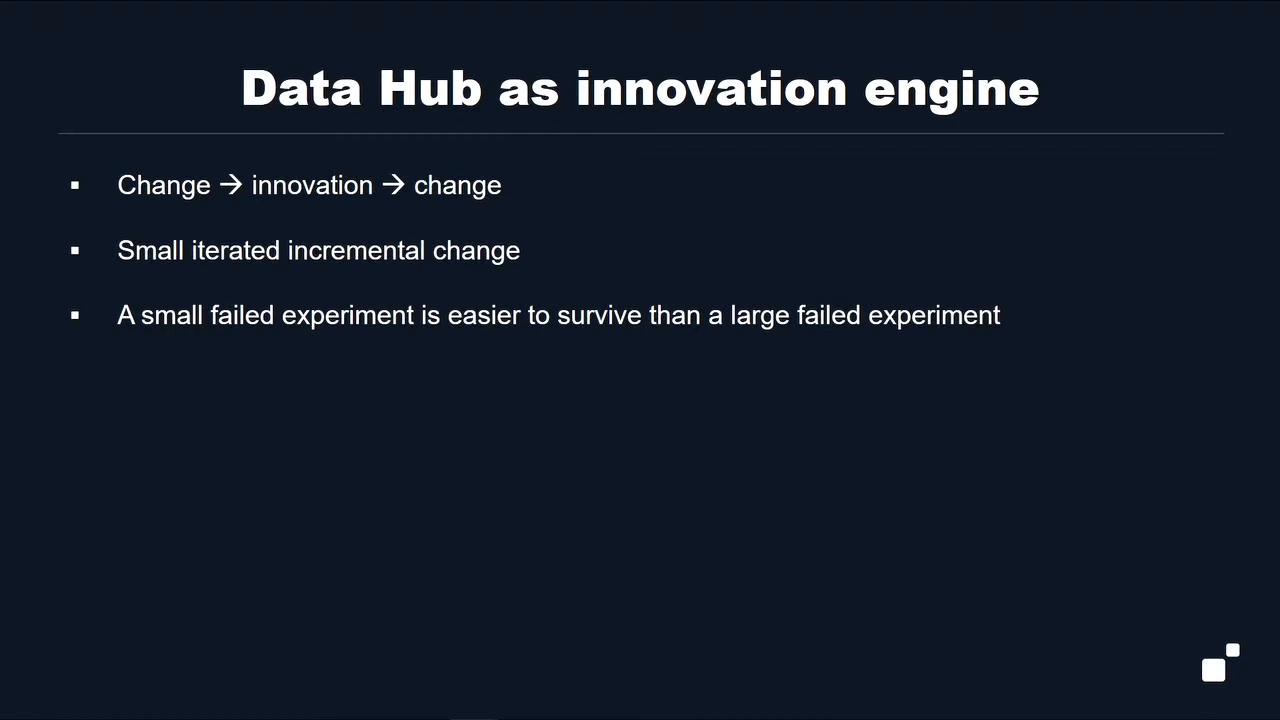 Data Hub as innovation engine
▪ Change → innovation → change
▪ Small iterated incremental change
▪ A small failed experiment is easier to survive than a large failed experiment